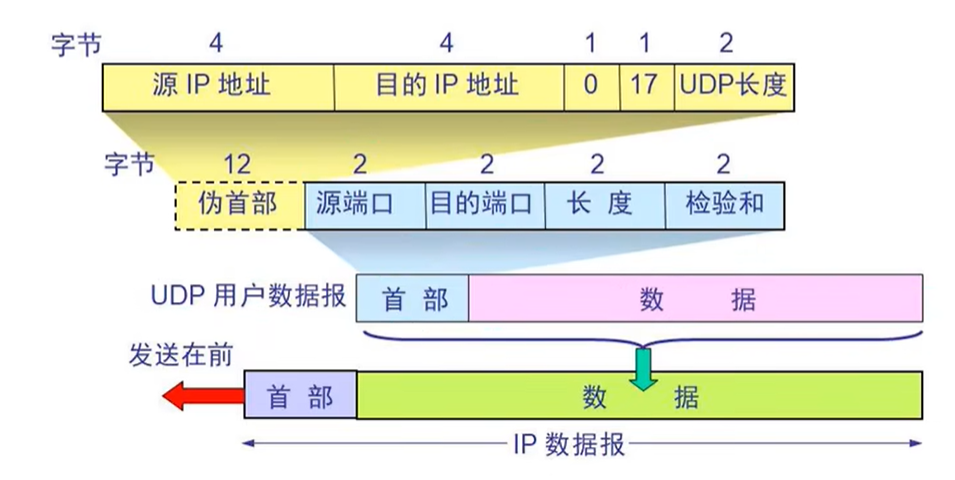 字节 4 4 1 1 2
源 IP 地址 目的 IP 地址 0 17 UDP长度
字节 12 2 2 2 2
伪首部 源端口 目的端口 长 度 检验和
UDP 用户数据报 首 部 数 据
发送在前
首 部 数 据
IP 数据报